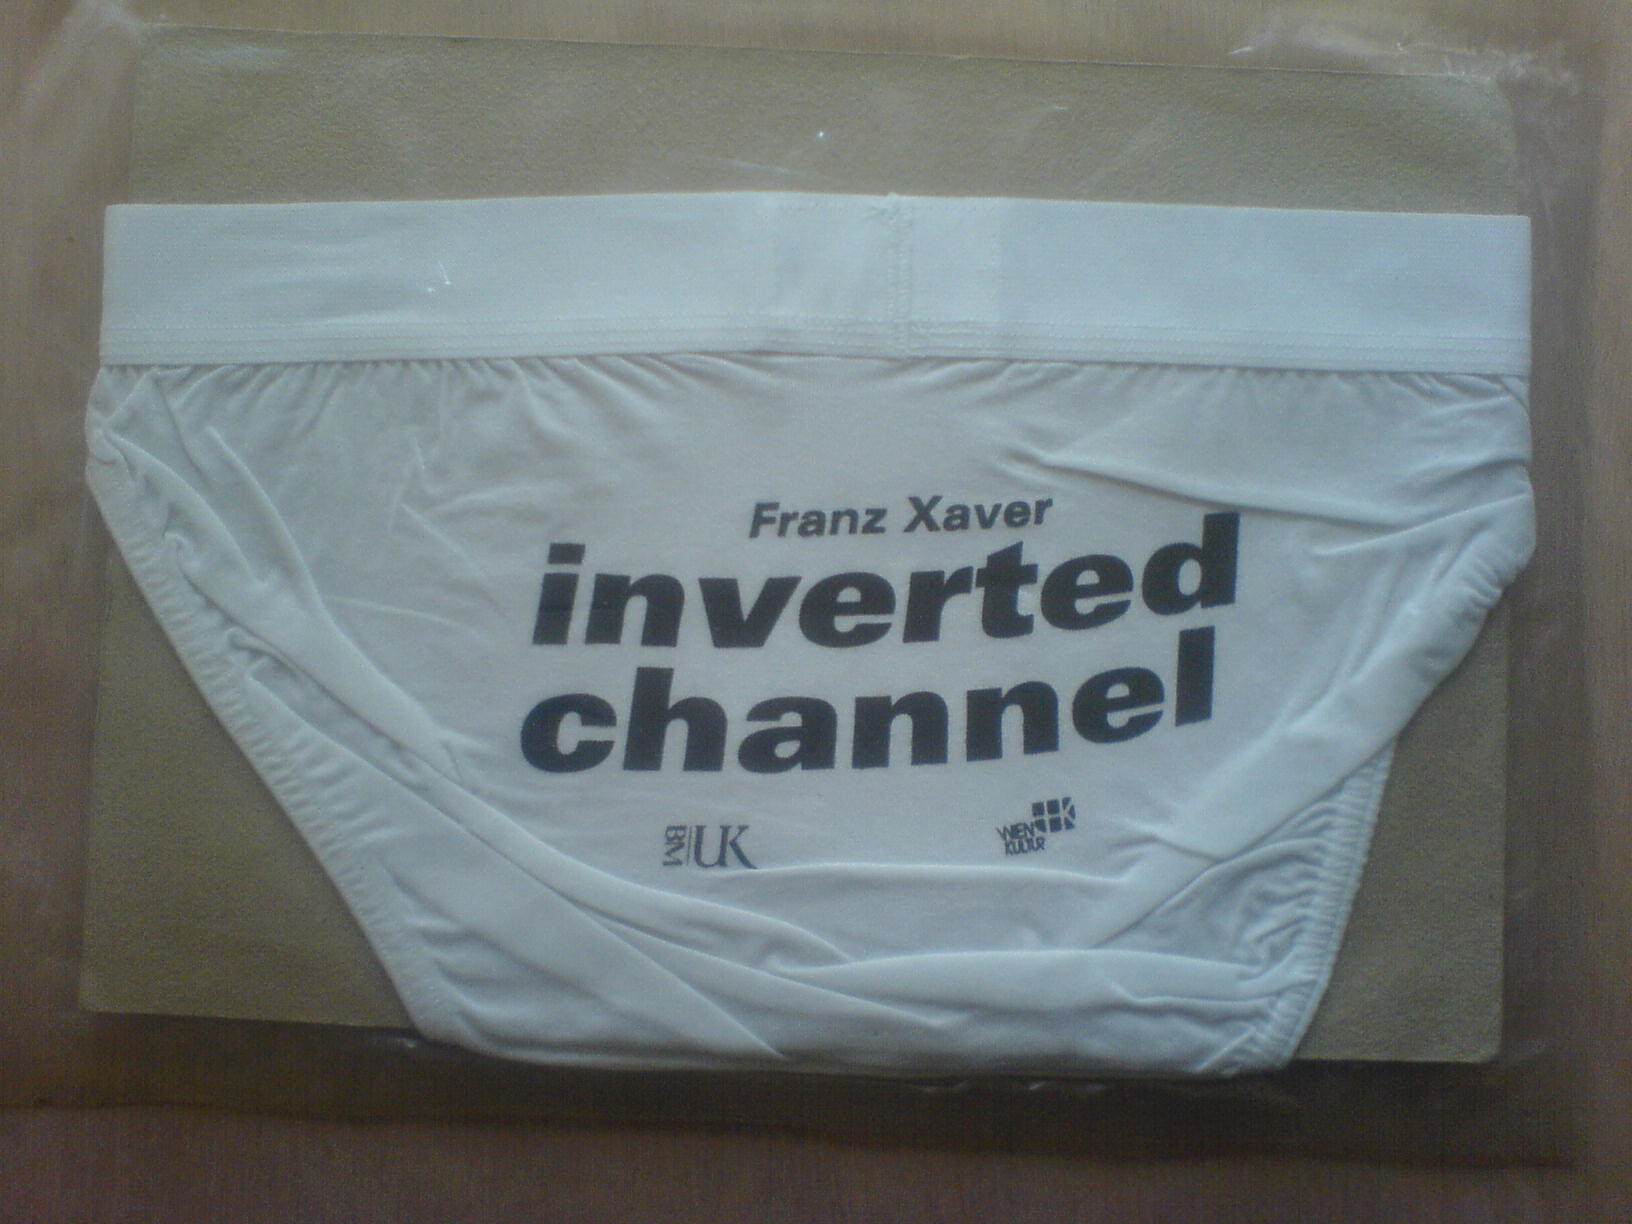 Franz Xaver
inverted
channel
BM UK
WIEN
KULTUR
K